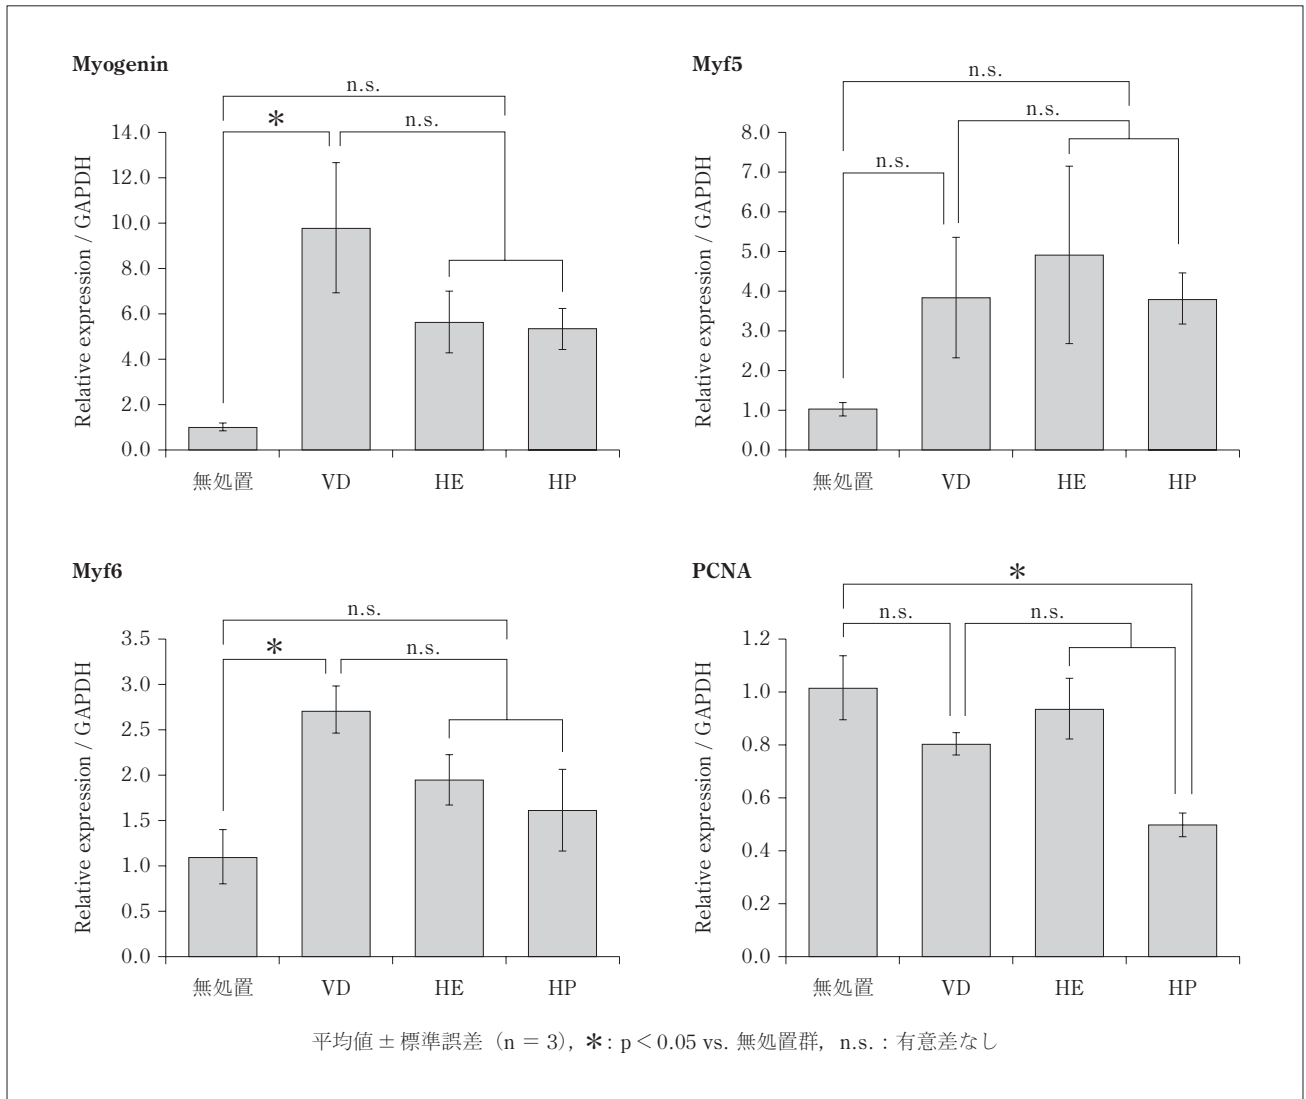 Myogenin
n.s.
＊
n.s.
Relative expression / GAPDH
14.0
12.0
10.0
8.0
6.0
4.0
2.0
0.0
無処置 VD HE HP
Myf5
n.s.
n.s.
n.s.
Relative expression / GAPDH
8.0
7.0
6.0
5.0
4.0
3.0
2.0
1.0
0.0
無処置 VD HE HP
Myf6
n.s.
＊
n.s.
Relative expression / GAPDH
3.5
3.0
2.5
2.0
1.5
1.0
0.5
0.0
無処置 VD HE HP
PCNA
＊
n.s.
n.s.
Relative expression / GAPDH
1.2
1.0
0.8
0.6
0.4
0.2
0.0
無処置 VD HE HP
平均値 ± 標準誤差（n = 3），＊: p < 0.05 vs. 無処置群， n.s. : 有意差なし